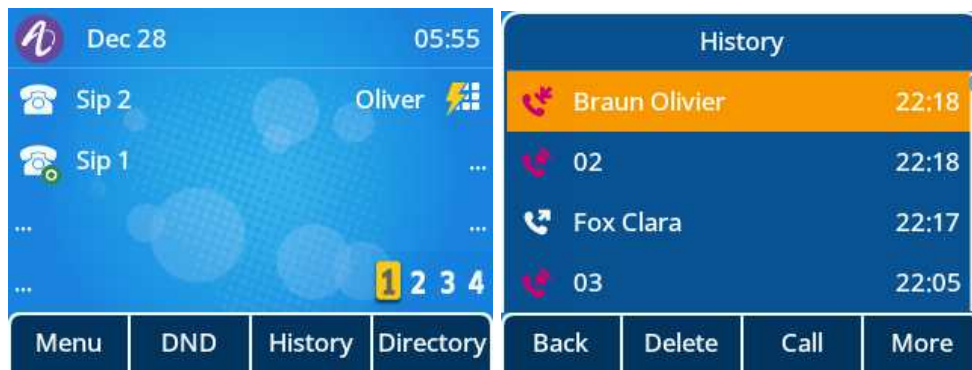 Dec 28 05:55
Sip 2 Oliver
Sip 1 ...
... ...
...
1 2 3 4
Menu DND History Directory
History
Braun Olivier 22:18
02 22:18
Fox Clara 22:17
03 22:05
Back Delete Call More